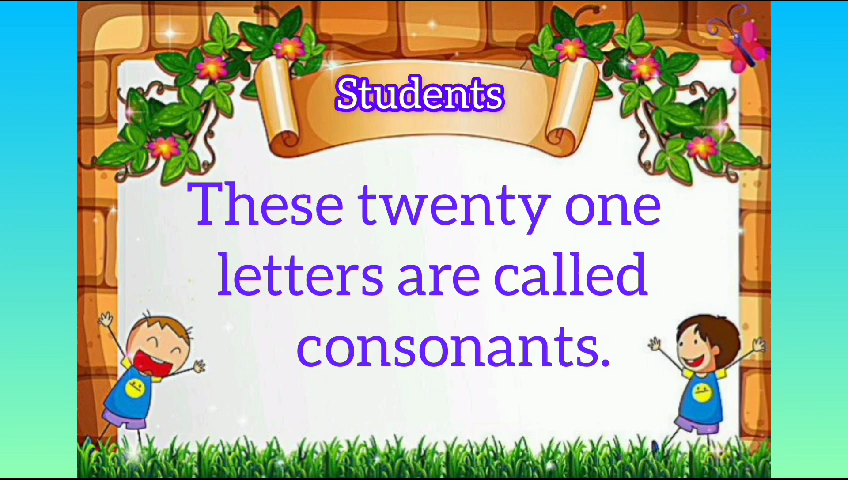 Students
These twenty one
letters are called
consonants.